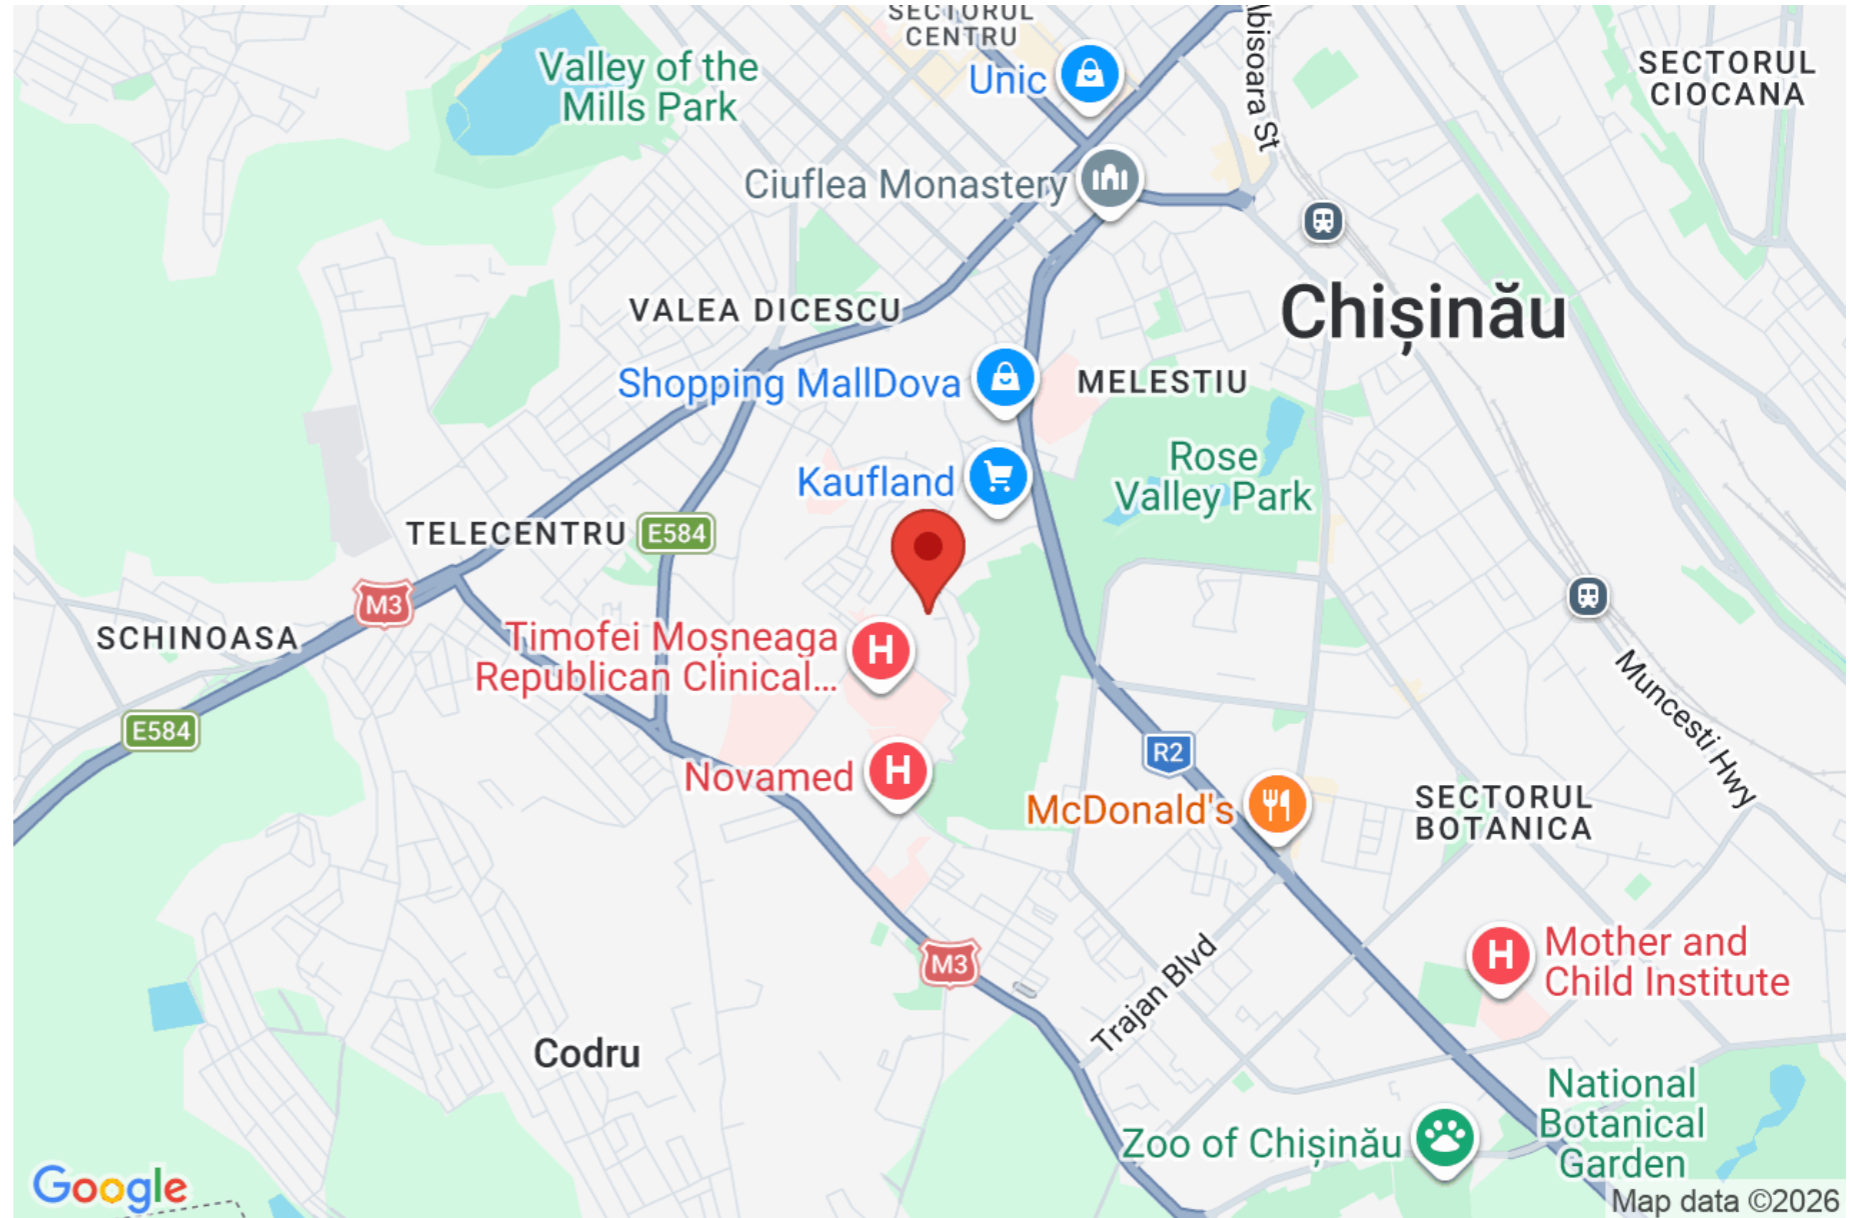 SECTORUL
CENTRU
Valley of the
Mills Park
Unic
SECTORUL
CIOCANA
Ciuflea Monastery
Chișinău
VALEA DICESCU
Shopping MallDova
MELESTIU
Rose
Valley Park
Kaufland
TELECENTRU
E584
M3
SCHINOASA
Timofei Moșneaga
Republican Clinical...
H
E584
Novamed
H
R2
Muncesti Hwy
McDonald's
SECTORUL
BOTANICA
M3
Trajan Blvd
H
Mother and
Child Institute
Codru
Zoo of Chișinău
National
Botanical
Garden
Google
Map data ©2026